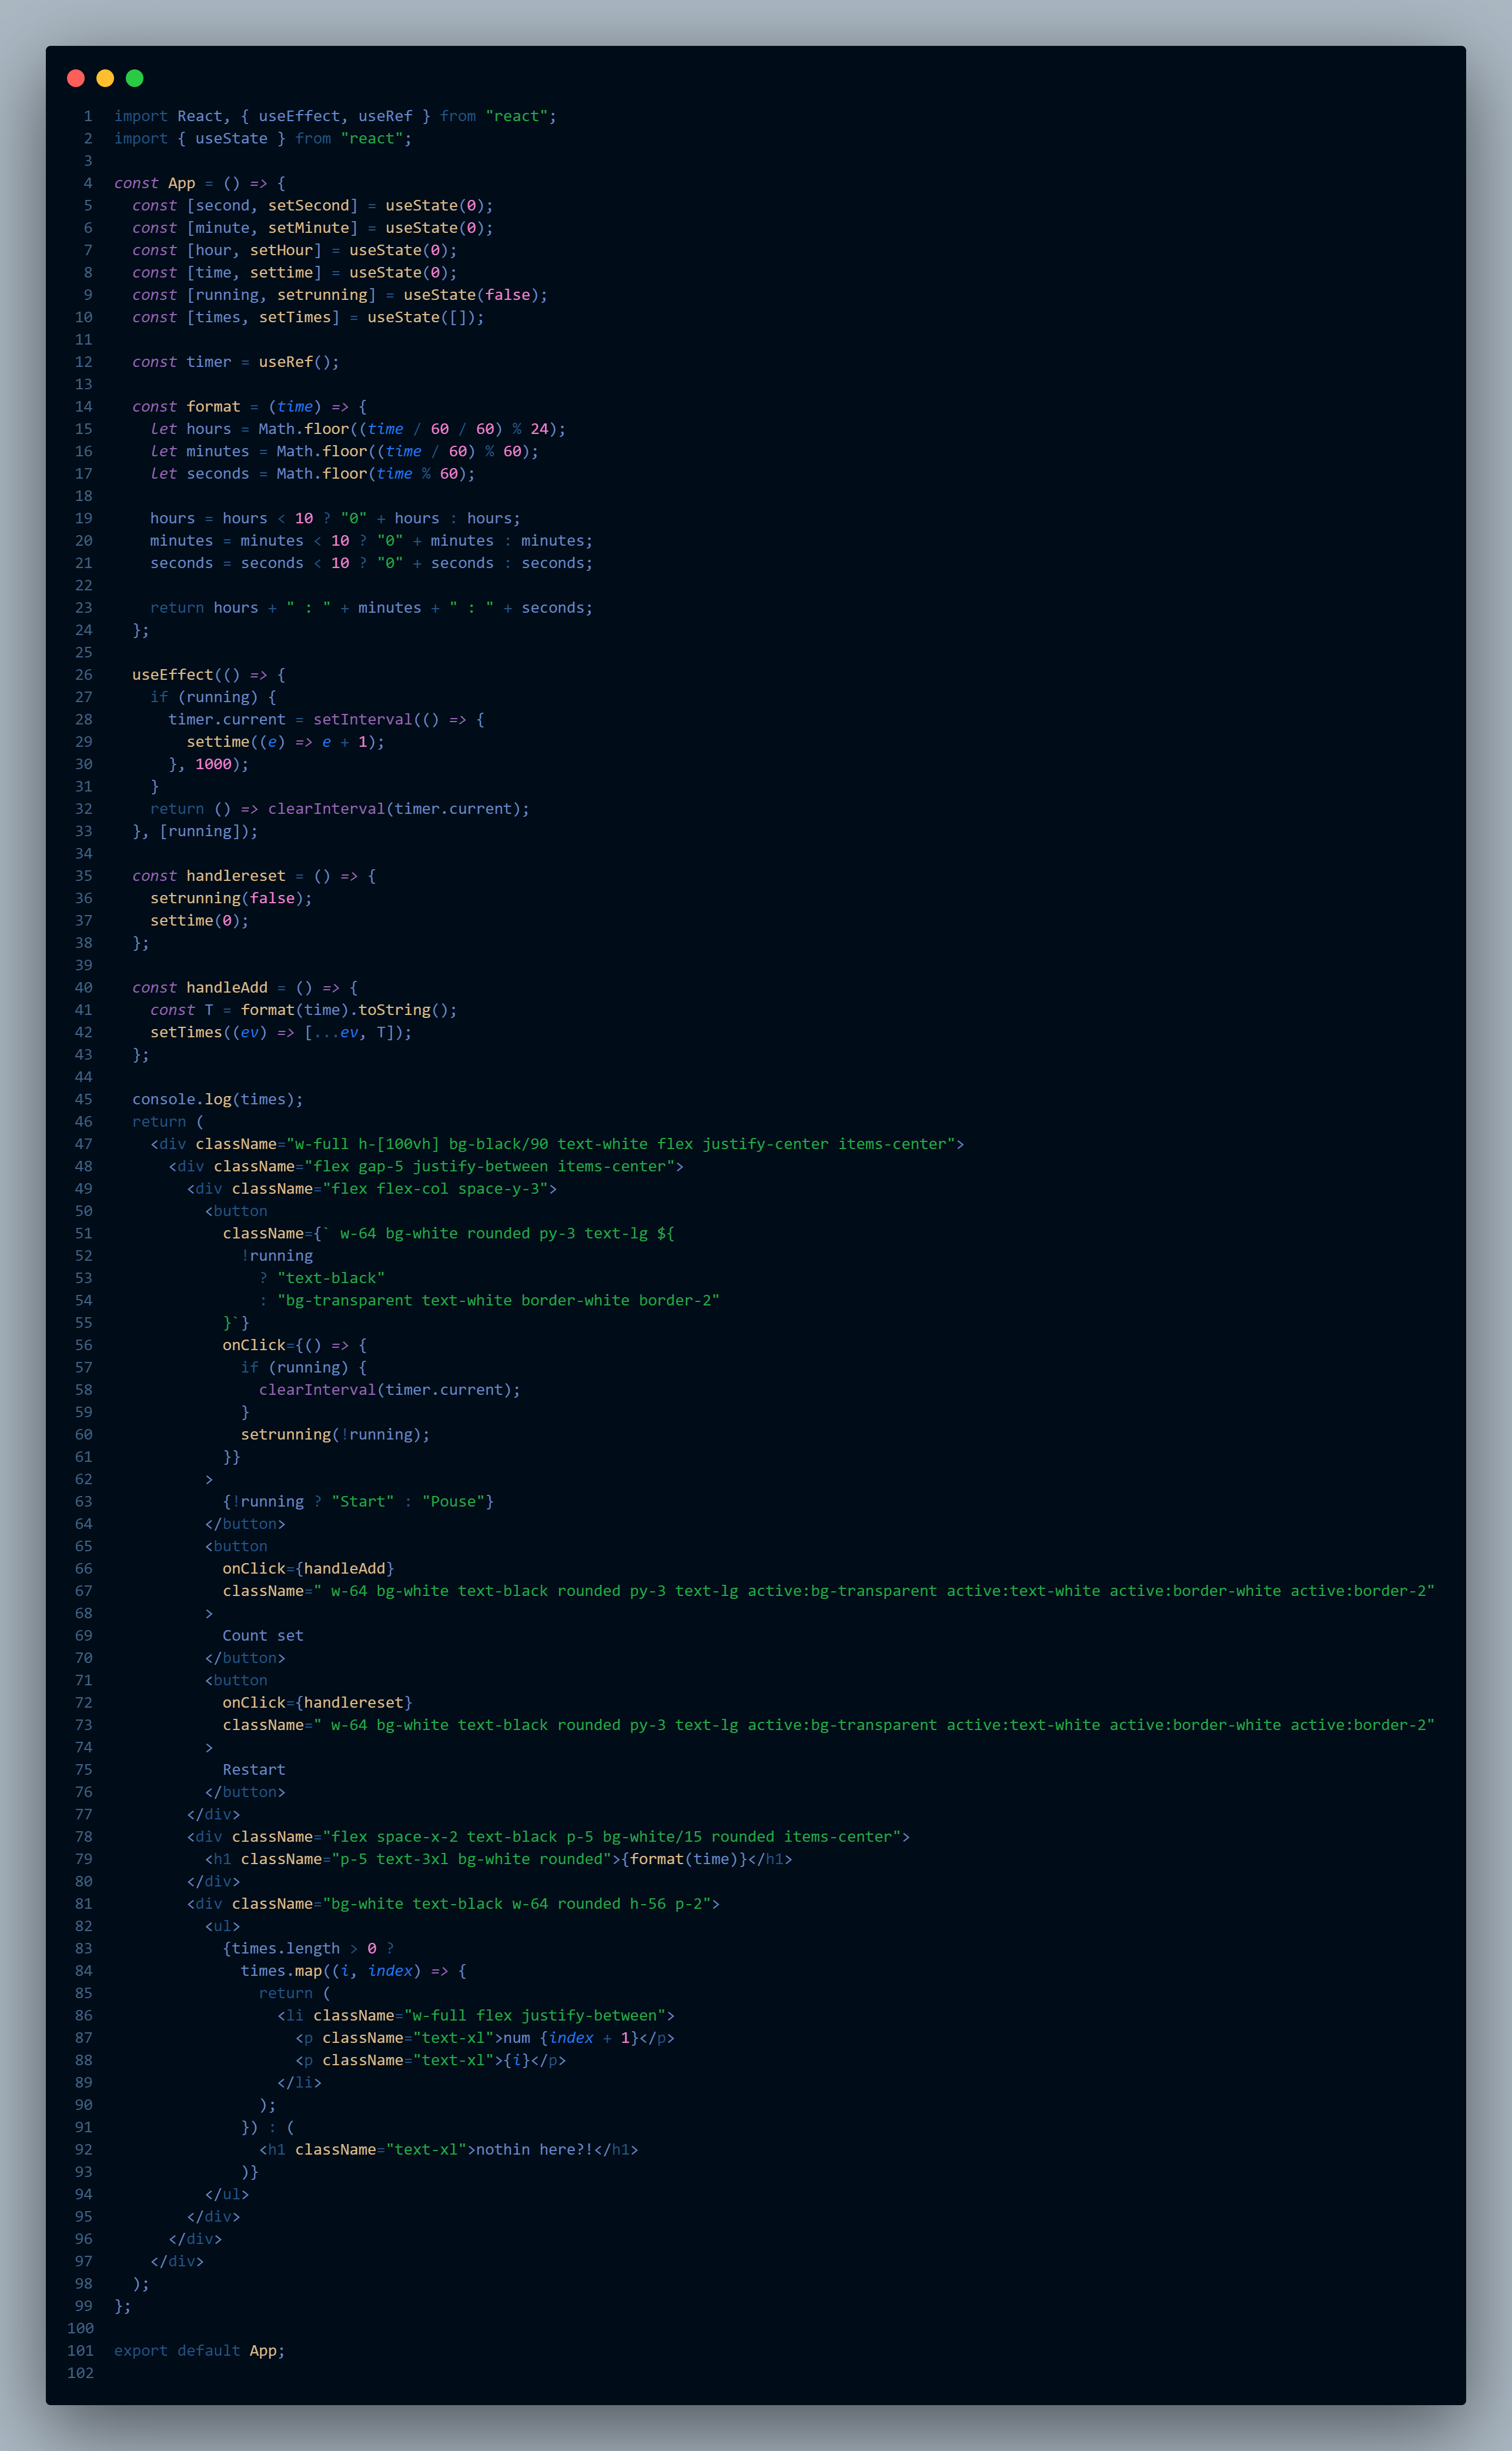 1 import React, { useEffect, useRef } from "react";
2 import { useState } from "react";
3
4 const App = () => {
5   const [second, setSecond] = useState(0);
6   const [minute, setMinute] = useState(0);
7   const [hour, setHour] = useState(0);
8   const [time, settime] = useState(0);
9   const [running, setrunning] = useState(false);
10   const [times, setTimes] = useState([]);
11
12   const timer = useRef();
13
14   const format = (time) => {
15     let hours = Math.floor((time / 60 / 60) % 24);
16     let minutes = Math.floor((time / 60) % 60);
17     let seconds = Math.floor(time % 60);
18
19     hours = hours < 10 ? "0" + hours : hours;
20     minutes = minutes < 10 ? "0" + minutes : minutes;
21     seconds = seconds < 10 ? "0" + seconds : seconds;
22
23     return hours + " : " + minutes + " : " + seconds;
24   };
25
26   useEffect(() => {
27     if (running) {
28       timer.current = setInterval(() => {
29         settime((e) => e + 1);
30       }, 1000);
31     }
32     return () => clearInterval(timer.current);
33   }, [running]);
34
35   const handlereset = () => {
36     setrunning(false);
37     settime(0);
38   };
39
40   const handleAdd = () => {
41     const T = format(time).toString();
42     setTimes((ev) => [...ev, T]);
43   };
44
45   console.log(times);
46   return (
47     <div className="w-full h-[100vh] bg-black/90 text-white flex justify-center items-center">
48       <div className="flex gap-5 justify-between items-center">
49         <div className="flex flex-col space-y-3">
50           <button
51             className={` w-64 bg-white rounded py-3 text-lg ${
52               !running
53                 ? "text-black"
54                 : "bg-transparent text-white border-white border-2"
55             }`}
56             onClick={() => {
57               if (running) {
58                 clearInterval(timer.current);
59               }
60               setrunning(!running);
61             }}
62           >
63             {!running ? "Start" : "Pouse"}
64           </button>
65           <button
66             onClick={handleAdd}
67             className=" w-64 bg-white text-black rounded py-3 text-lg active:bg-transparent active:text-white active:border-white active:border-2"
68           >
69             Count set
70           </button>
71           <button
72             onClick={handlereset}
73             className=" w-64 bg-white text-black rounded py-3 text-lg active:bg-transparent active:text-white active:border-white active:border-2"
74           >
75             Restart
76           </button>
77         </div>
78         <div className="flex space-x-2 text-black p-5 bg-white/15 rounded items-center">
79           <h1 className="p-5 text-3xl bg-white rounded">{format(time)}</h1>
80         </div>
81         <div className="bg-white text-black w-64 rounded h-56 p-2">
82           <ul>
83             {times.length > 0 ?
84               times.map((i, index) => {
85                 return (
86                   <li className="w-full flex justify-between">
87                     <p className="text-xl">num {index + 1}</p>
88                     <p className="text-xl">{i}</p>
89                   </li>
90                 );
91               }) : (
92                 <h1 className="text-xl">nothin here?!</h1>
93               )}
94           </ul>
95         </div>
96       </div>
97     </div>
98   );
99 };
100
101 export default App;
102